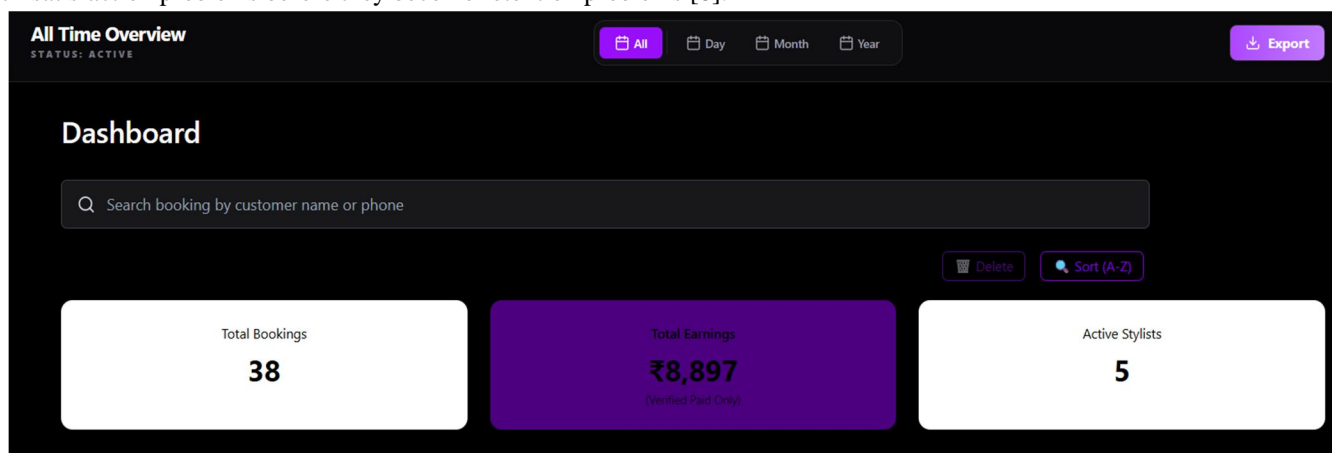 All Time Overview
STATUS: ACTIVE
All
Day
Month
Year
Export
Dashboard
Search booking by customer name or phone
Delete
Sort (A-Z)
Total Bookings
38
Total Earnings
₹8,897
(Verified Paid Only)
Active Stylists
5